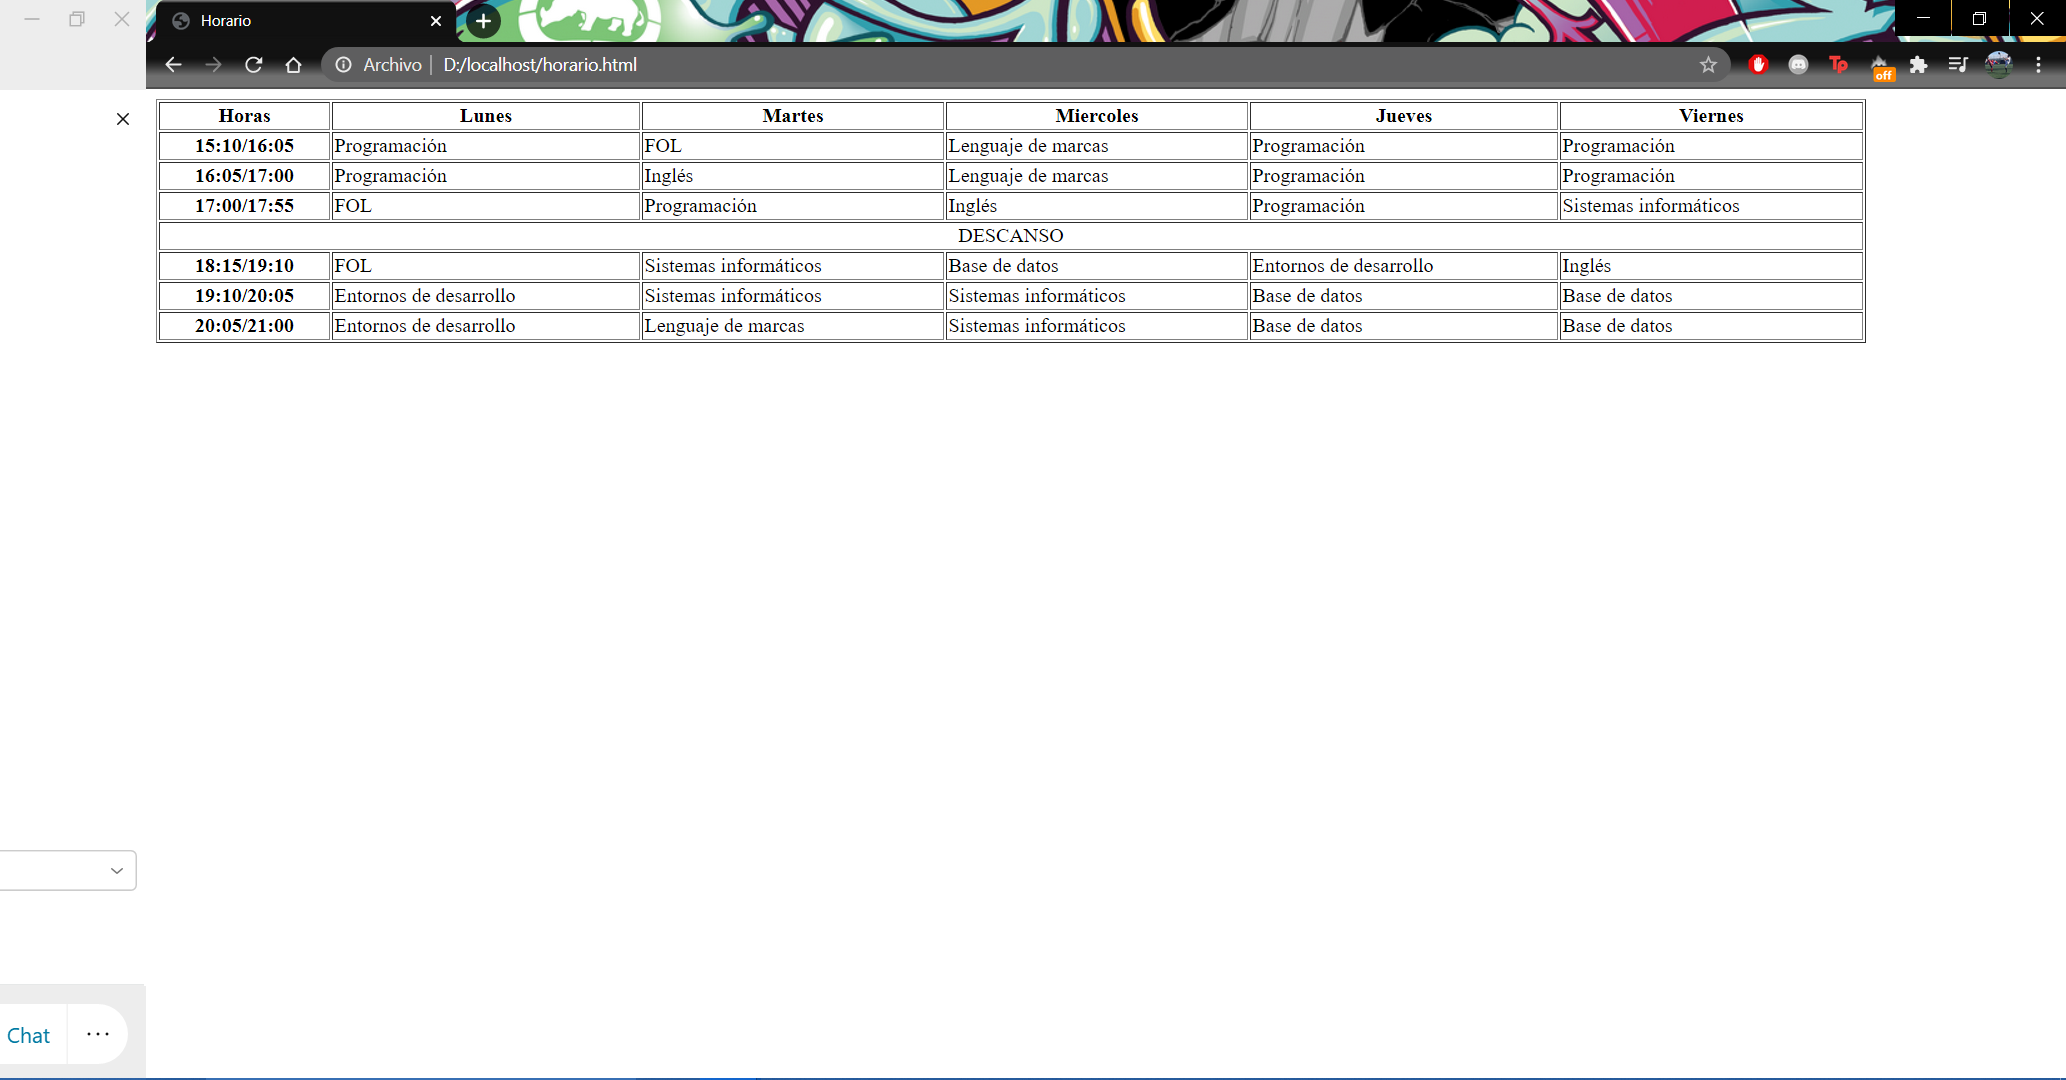 Horario
Archivo D:/localhost/horario.html
Tp
off
Horas Lunes Martes Miercoles Jueves Viernes
15:10/16:05 Programación FOL Lenguaje de marcas Programación Programación
16:05/17:00 Programación Inglés Lenguaje de marcas Programación Programación
17:00/17:55 FOL Programación Inglés Programación Sistemas informáticos
DESCANSO
18:15/19:10 FOL Sistemas informáticos Base de datos Entornos de desarrollo Inglés
19:10/20:05 Entornos de desarrollo Sistemas informáticos Sistemas informáticos Base de datos Base de datos
20:05/21:00 Entornos de desarrollo Lenguaje de marcas Sistemas informáticos Base de datos Base de datos
Chat